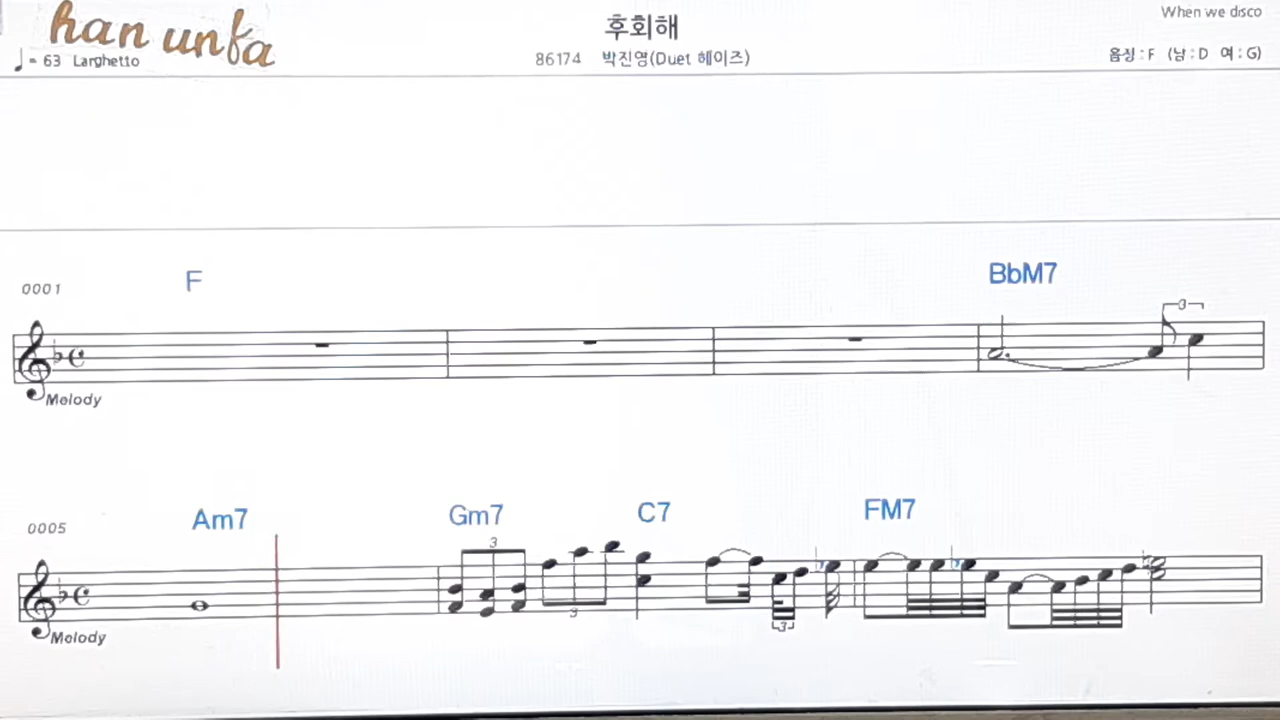 han unfa
후회해
When we disco
♩= 63 Larghetto
86174 박진영(Duet 헤이즈)
음정 : F (남 : D 여 : G)
0001
F
BbM7
3
Melody
0005
Am7
Gm7
C7
FM7
3
3
3
Melody